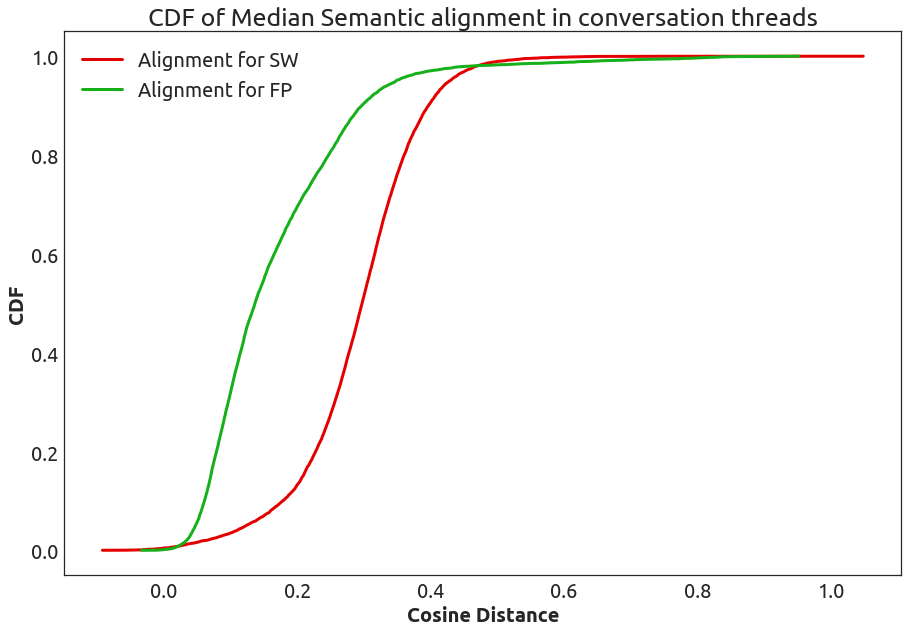 CDF of Median Semantic alignment in conversation threads
Alignment for SW
Alignment for FP
1.0
0.8
0.6
0.4
0.2
0.0
CDF
0.0 0.2 0.4 0.6 0.8 1.0
Cosine Distance